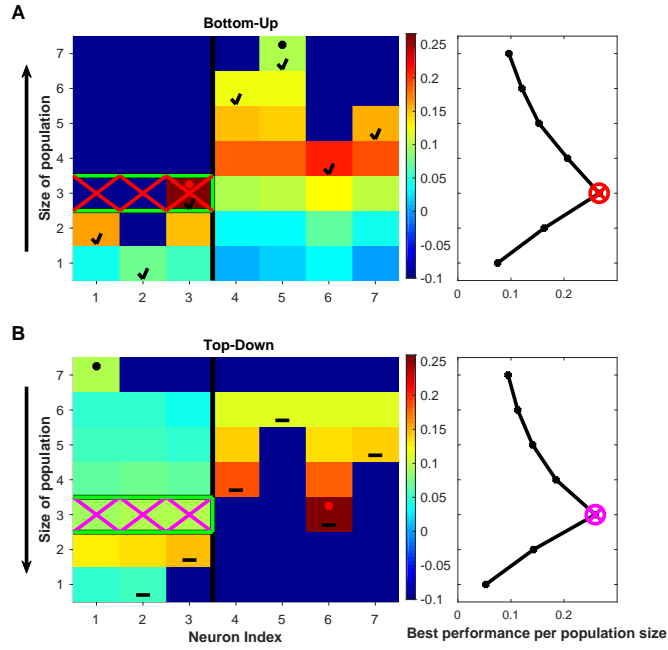 A
Bottom-Up
Size of population
7
6
5
4
3
2
1
1 2 3 4 5 6 7
0.25
0.2
0.15
0.1
0.05
0
-0.05
-0.1
0 0.1 0.2
B
Top-Down
Size of population
7
6
5
4
3
2
1
1 2 3 4 5 6 7
Neuron Index
0.25
0.2
0.15
0.1
0.05
0
-0.05
-0.1
0 0.1 0.2
Best performance per population size